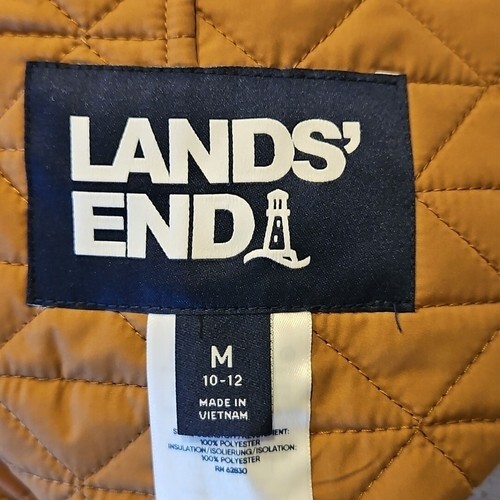 LANDS'
END
M
10-12
MADE IN
VIETNAM
100% POLYESTER
INSULATION/ISOLIERUNG/ISOLATION:
100% POLYESTER
RN 62830